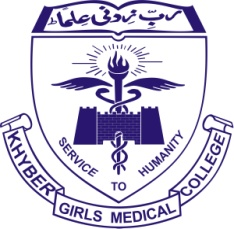 رَبِّ زِدْنِی عِلْمًا
SERVICE TO HUMANITY
KHYBER GIRLS MEDICAL COLLEGE